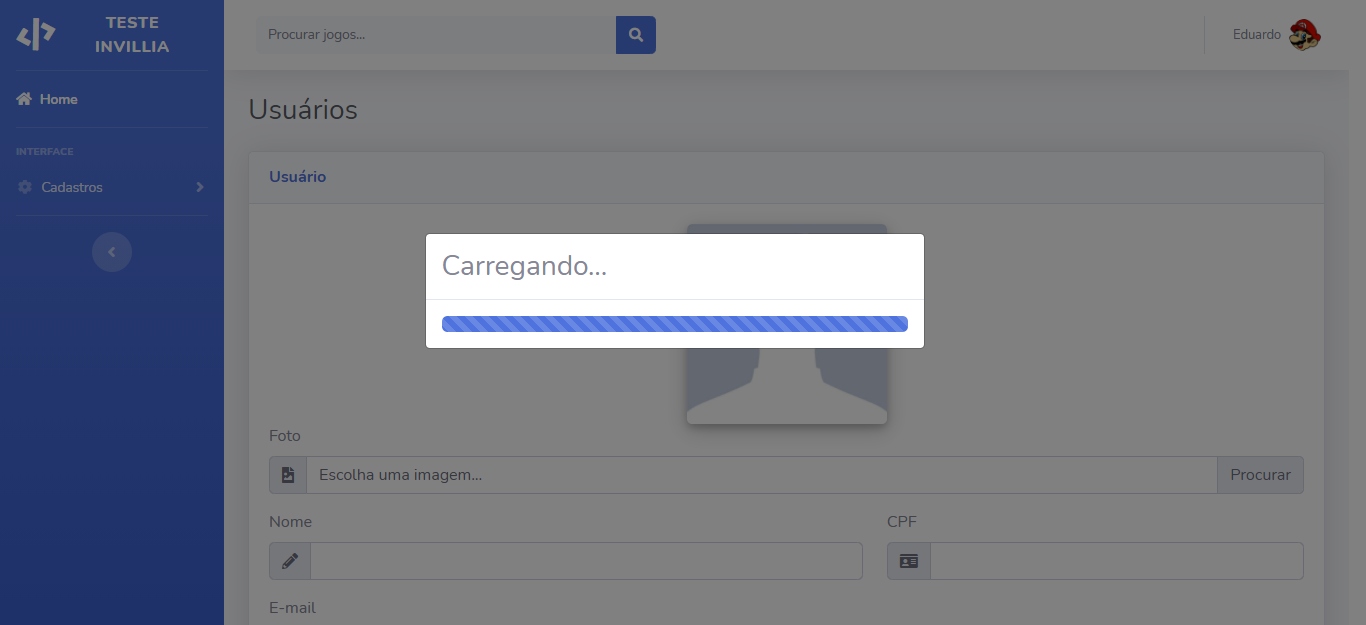 TESTE
INVILLIA
Procurar jogos...
Eduardo
Home
INTERFACE
Cadastros
Usuários
Usuário
Carregando...
Foto
Escolha uma imagem...
Procurar
Nome
CPF
E-mail